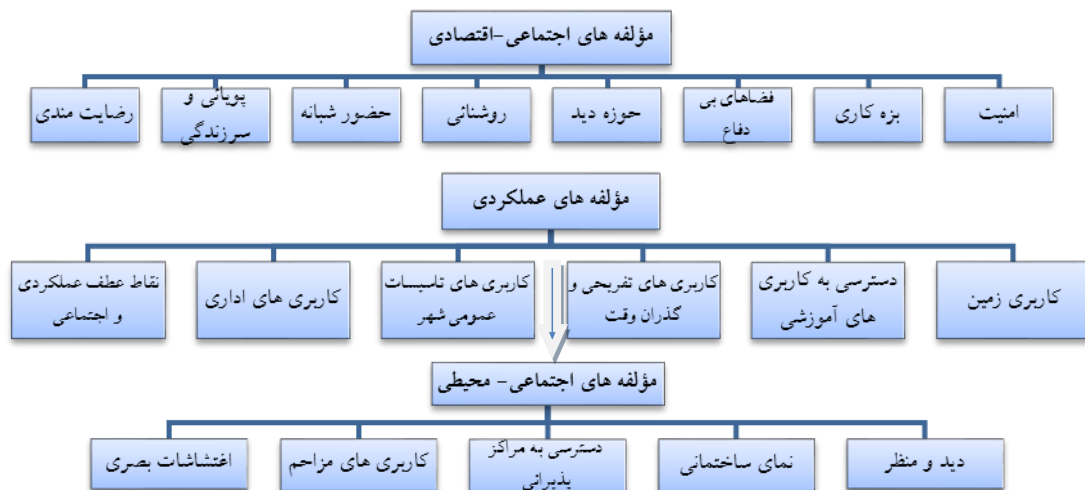 مؤلفه های اجتماعی-اقتصادی
امنیت
بزه کاری
فضاهای بی
دفاع
حوزه دید
روشنائی
حضور شبانه
پویائی و
سرزندگی
رضایت مندی
مؤلفه های عملکردی
کاربری زمین
دسترسی به کاربری
های آموزشی
کاربری های تفریحی و
گذران وقت
کاربری های تاسیسات
عمومی شهر
کاربری های اداری
نقاط عطف عملکردی
و اجتماعی
مؤلفه های اجتماعی- محیطی
دید و منظر
نمای ساختمانی
دسترسی به مراکز
پذیرائی
کاربری های مزاحم
اغتشاشات بصری